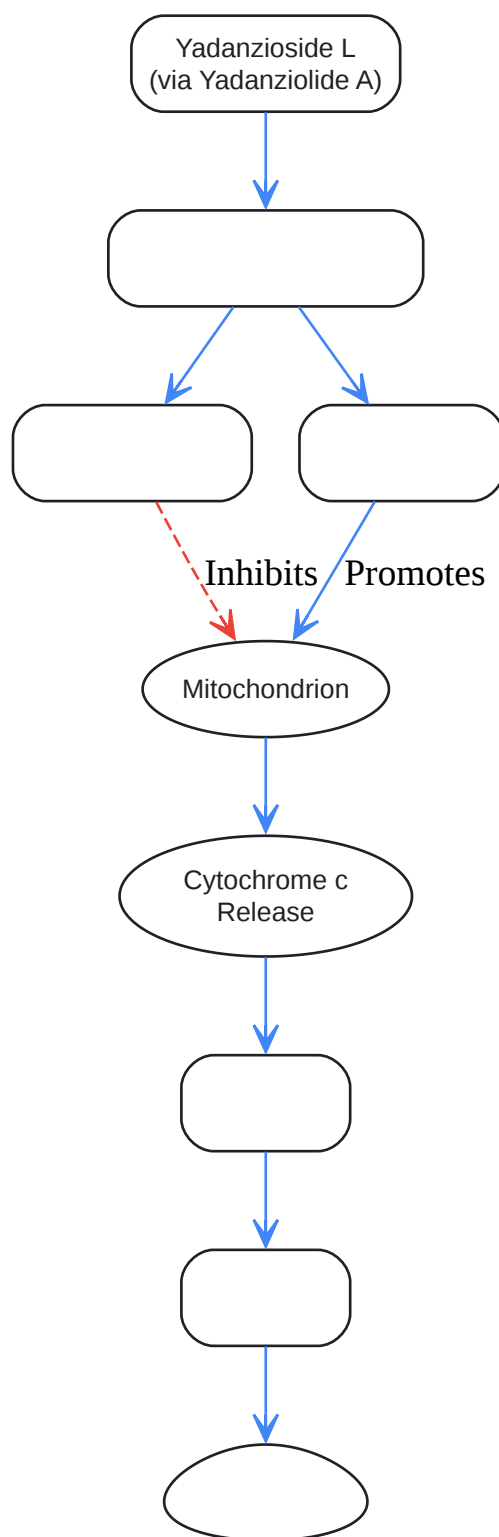 Yadanzioside L
(via Yadanziolide A)
Inhibits
Promotes
Mitochondrion
Cytochrome c
Release